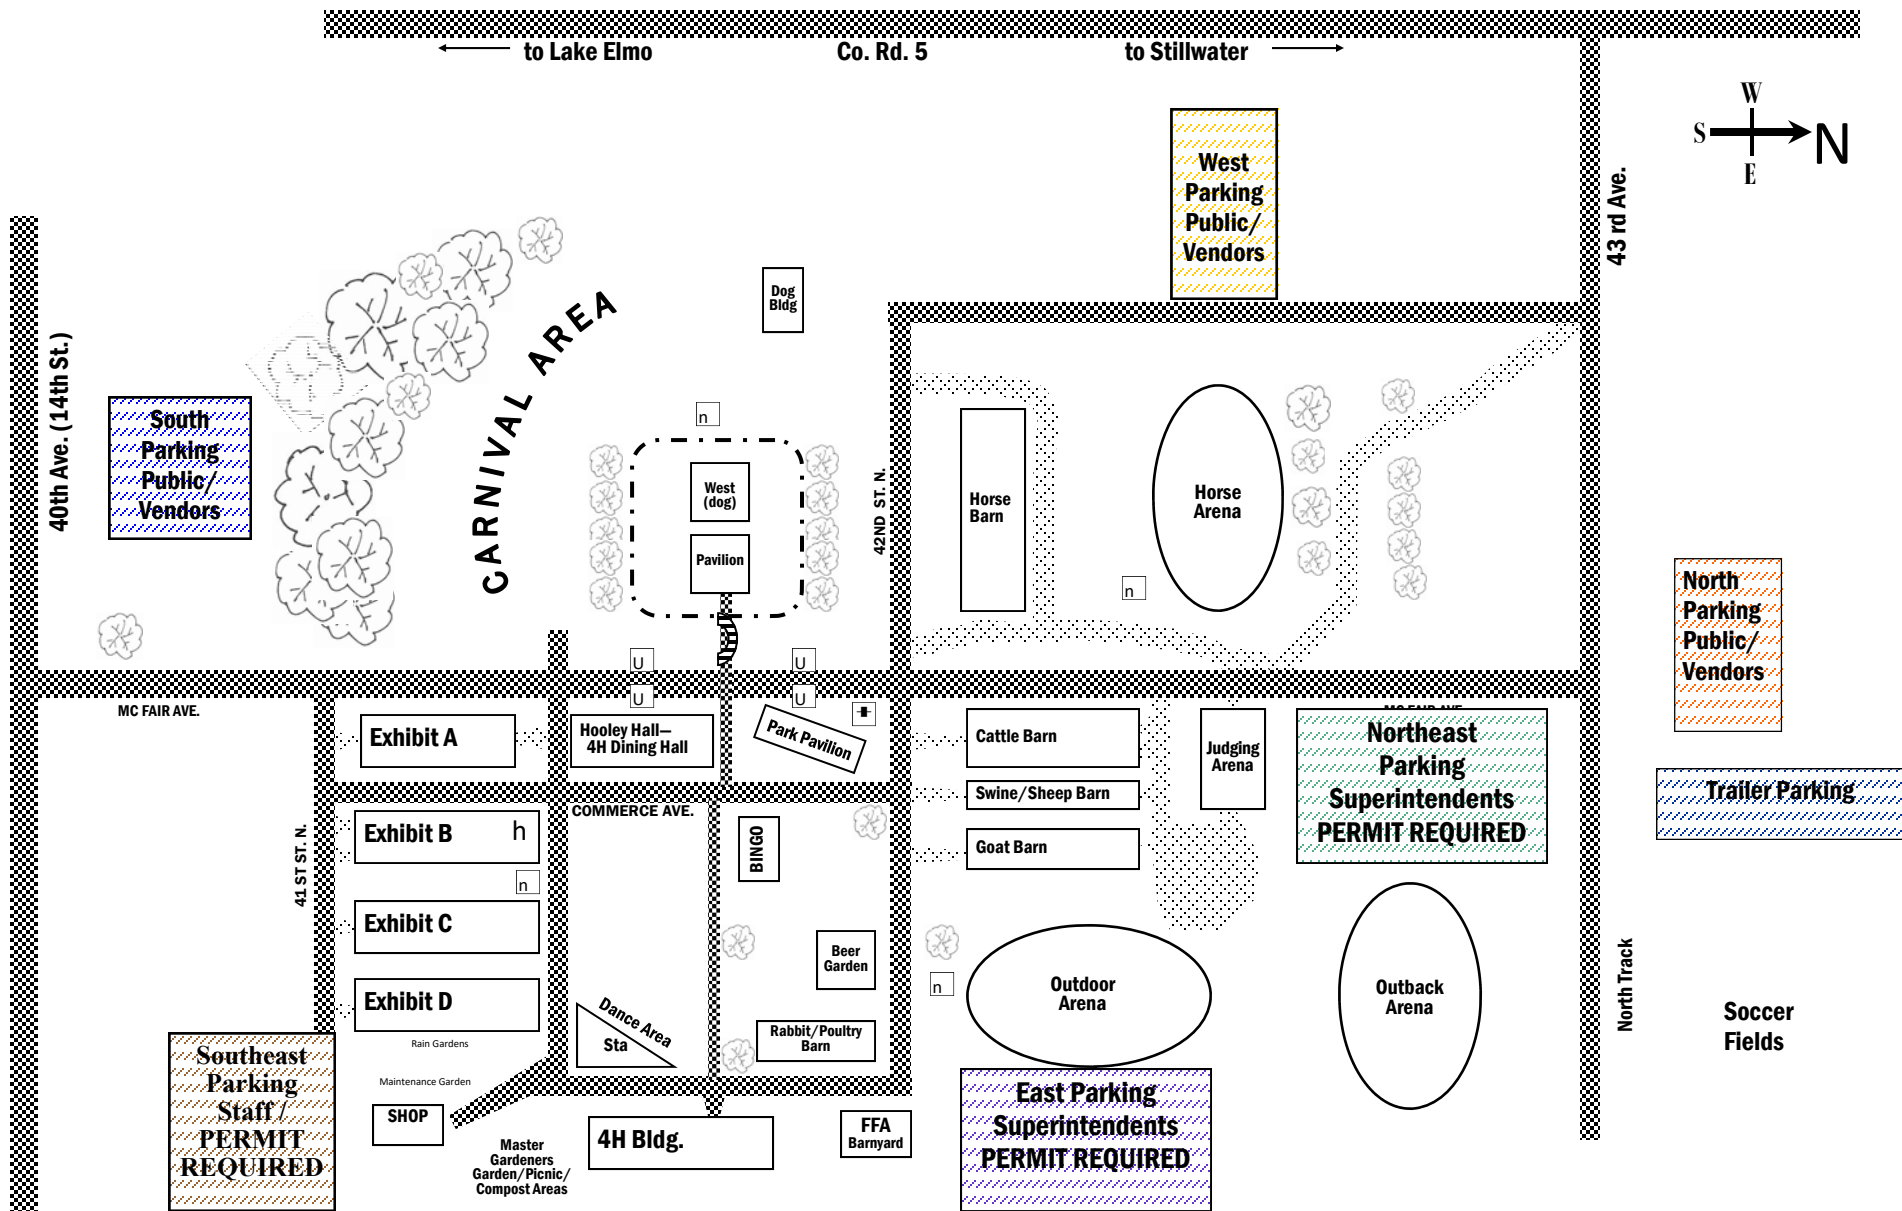 to Lake Elmo
Co. Rd. 5
to Stillwater
W
S
N
E
West
Parking
Public/
Vendors
43 rd Ave.
Dog
Bldg
CARNIVAL AREA
40th Ave. (14th St.)
South
Parking
Public/
Vendors
n
West
(dog)
Pavilion
42ND ST. N.
Horse
Barn
Horse
Arena
n
North
Parking
Public/
Vendors
U
U
U
U
MC FAIR AVE.
MC FAIR AVE.
Exhibit A
Hooley Hall—
4H Dining Hall
Park Pavilion
Cattle Barn
Judging
Arena
Northeast
Parking
Superintendents
PERMIT REQUIRED
Trailer Parking
Swine/Sheep Barn
COMMERCE AVE.
Exhibit B
h
BINGO
Goat Barn
41 ST ST. N.
n
Exhibit C
Beer
Garden
n
Outdoor
Arena
Outback
Arena
North Track
Soccer
Fields
Exhibit D
Dance Area
Sta
Rabbit/Poultry
Barn
Rain Gardens
Southeast
Parking
Staff /
PERMIT
REQUIRED
Maintenance Garden
SHOP
Master
Gardeners
Garden/Picnic/
Compost Areas
4H Bldg.
FFA
Barnyard
East Parking
Superintendents
PERMIT REQUIRED